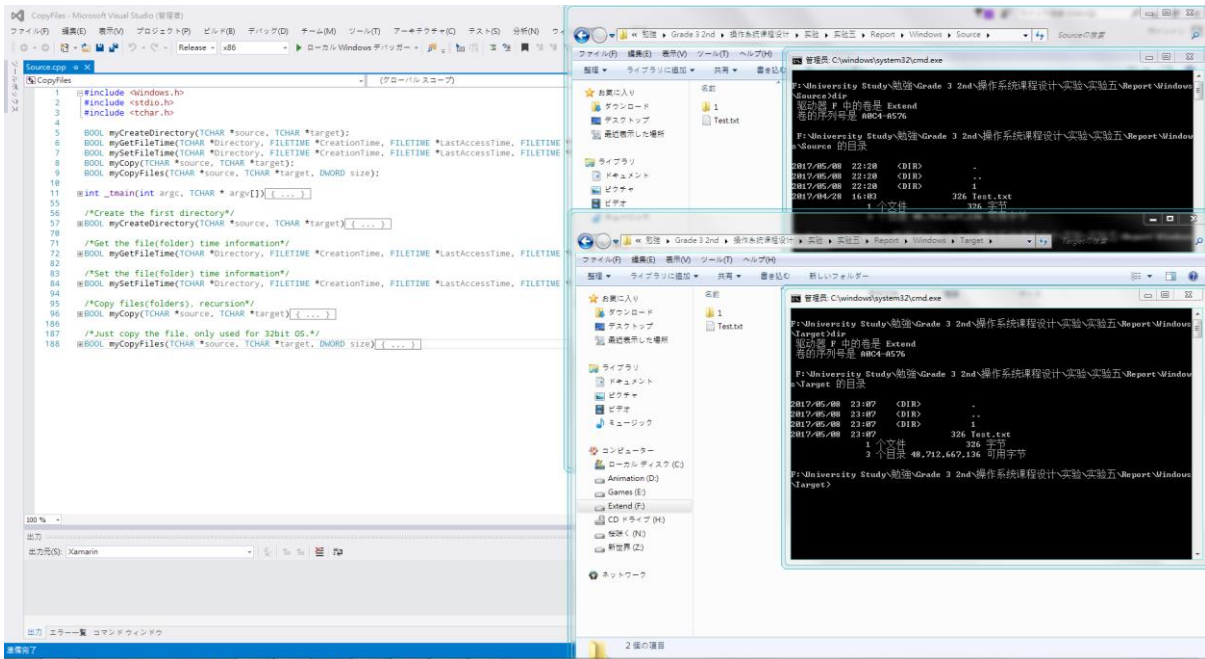 CopyFiles - Microsoft Visual Studio (管理者)
ファイル(F) 編集(E) 表示(V) プロジェクト(P) ビルド(B) デバッグ(D) チーム(M) ツール(T) アーキテクチャ(C) テスト(S) 分析(N)
Release x86 ローカル Windows デバッガー
ツールボックス
Source.cpp
CopyFiles (グローバル スコープ)
1 #include <Windows.h>
2 #include <stdio.h>
3 #include <tchar.h>
4
5 BOOL myCreateDirectory(TCHAR *source, TCHAR *target);
6 BOOL myGetFileTime(TCHAR *Directory, FILETIME *CreationTime, FILETIME *LastAccessTime, FILETIME
7 BOOL mySetFileTime(TCHAR *Directory, FILETIME *CreationTime, FILETIME *LastAccessTime, FILETIME
8 BOOL myCopy(TCHAR *source, TCHAR *target);
9 BOOL myCopyFiles(TCHAR *source, TCHAR *target, DWORD size);
10
11 int _tmain(int argc, TCHAR * argv[]) { ... }
55
56 /*Create the first directory*/
57 BOOL myCreateDirectory(TCHAR *source, TCHAR *target) { ... }
70
71 /*Get the file(folder) time information*/
72 BOOL myGetFileTime(TCHAR *Directory, FILETIME *CreationTime, FILETIME *LastAccessTime, FILETIME
82
83 /*Set the file(folder) time information*/
84 BOOL mySetFileTime(TCHAR *Directory, FILETIME *CreationTime, FILETIME *LastAccessTime, FILETIME
94
95 /*Copy files(folders), recursion*/
96 BOOL myCopy(TCHAR *source, TCHAR *target) { ... }
186
187 /*Just copy the file, only used for 32bit OS.*/
188 BOOL myCopyFiles(TCHAR *source, TCHAR *target, DWORD size) { ... }
100 %
出力
出力元(S): Xamarin
出力 エラー一覧 コマンド ウィンドウ
準備完了
« 勉強 Grade 3 2nd 操作系统课程设计 实验 实验五 Report Windows Source Sourceの検索
ファイル(F) 編集(E) 表示(V) ツール(T) ヘルプ(H)
整理 ライブラリに追加 共有 書き込む
お気に入り
ダウンロード
デスクトップ
最近表示した場所
ライブラリ
ドキュメント
ピクチャ
ビデオ
名前
1
Test.txt
管理员: C:\windows\system32\cmd.exe
F:\University Study\勉強\Grade 3 2nd\操作系统课程设计\实验\实验五\Report\Windows
\Source>dir
驱动器 F 中的卷是 Extend
卷的序列号是 A0C4-A576
F:\University Study\勉強\Grade 3 2nd\操作系统课程设计\实验\实验五\Report\Window
s\Source 的目录
2017/05/08 22:20 <DIR> .
2017/05/08 22:20 <DIR> ..
2017/05/08 22:20 <DIR> 1
2017/04/28 16:03 326 Test.txt
1 个文件 326 字节
« 勉強 Grade 3 2nd 操作系统课程设计 实验 实验五 Report Windows Target Targetの検索
ファイル(F) 編集(E) 表示(V) ツール(T) ヘルプ(H)
整理 ライブラリに追加 共有 書き込む 新しいフォルダー
お気に入り
ダウンロード
デスクトップ
最近表示した場所
ライブラリ
ドキュメント
ピクチャ
ビデオ
ミュージック
コンピューター
ローカル ディスク (C:)
Animation (D:)
Games (E:)
Extend (F:)
CD ドライブ (H:)
桜咲く (N:)
新世界 (Z:)
ネットワーク
名前
1
Test.txt
管理员: C:\windows\system32\cmd.exe
F:\University Study\勉強\Grade 3 2nd\操作系统课程设计\实验\实验五\Report\Windows
\Target>dir
驱动器 F 中的卷是 Extend
卷的序列号是 A0C4-A576
F:\University Study\勉強\Grade 3 2nd\操作系统课程设计\实验\实验五\Report\Window
s\Target 的目录
2017/05/08 23:07 <DIR> .
2017/05/08 23:07 <DIR> ..
2017/05/08 23:07 <DIR> 1
2017/05/08 23:07 326 Test.txt
1 个文件 326 字节
3 个目录 48,712,667,136 可用字节
F:\University Study\勉強\Grade 3 2nd\操作系统课程设计\实验\实验五\Report\Windows
\Target>
2 個の項目